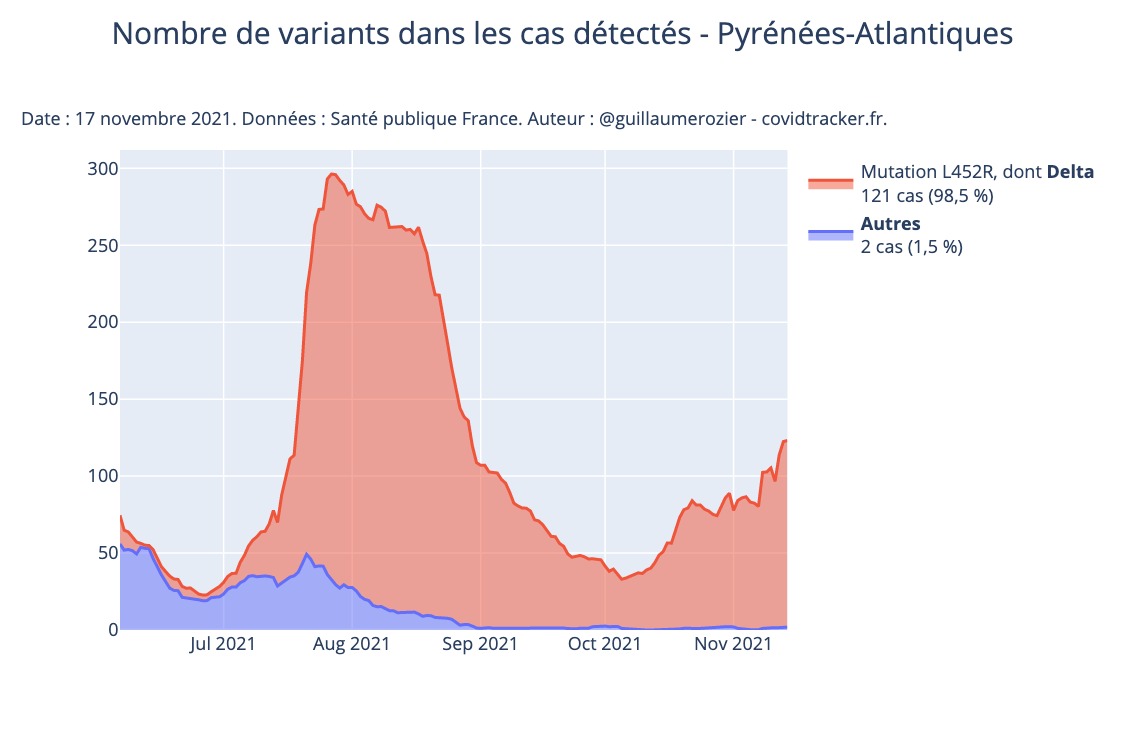 Nombre de variants dans les cas détectés - Pyrénées-Atlantiques
Date : 17 novembre 2021. Données : Santé publique France. Auteur : @guillaumerozier - covidtracker.fr.
300
250
200
150
100
50
0
Jul 2021
Aug 2021
Sep 2021
Oct 2021
Nov 2021
Mutation L452R, dont Delta
121 cas (98,5 %)
Autres
2 cas (1,5 %)